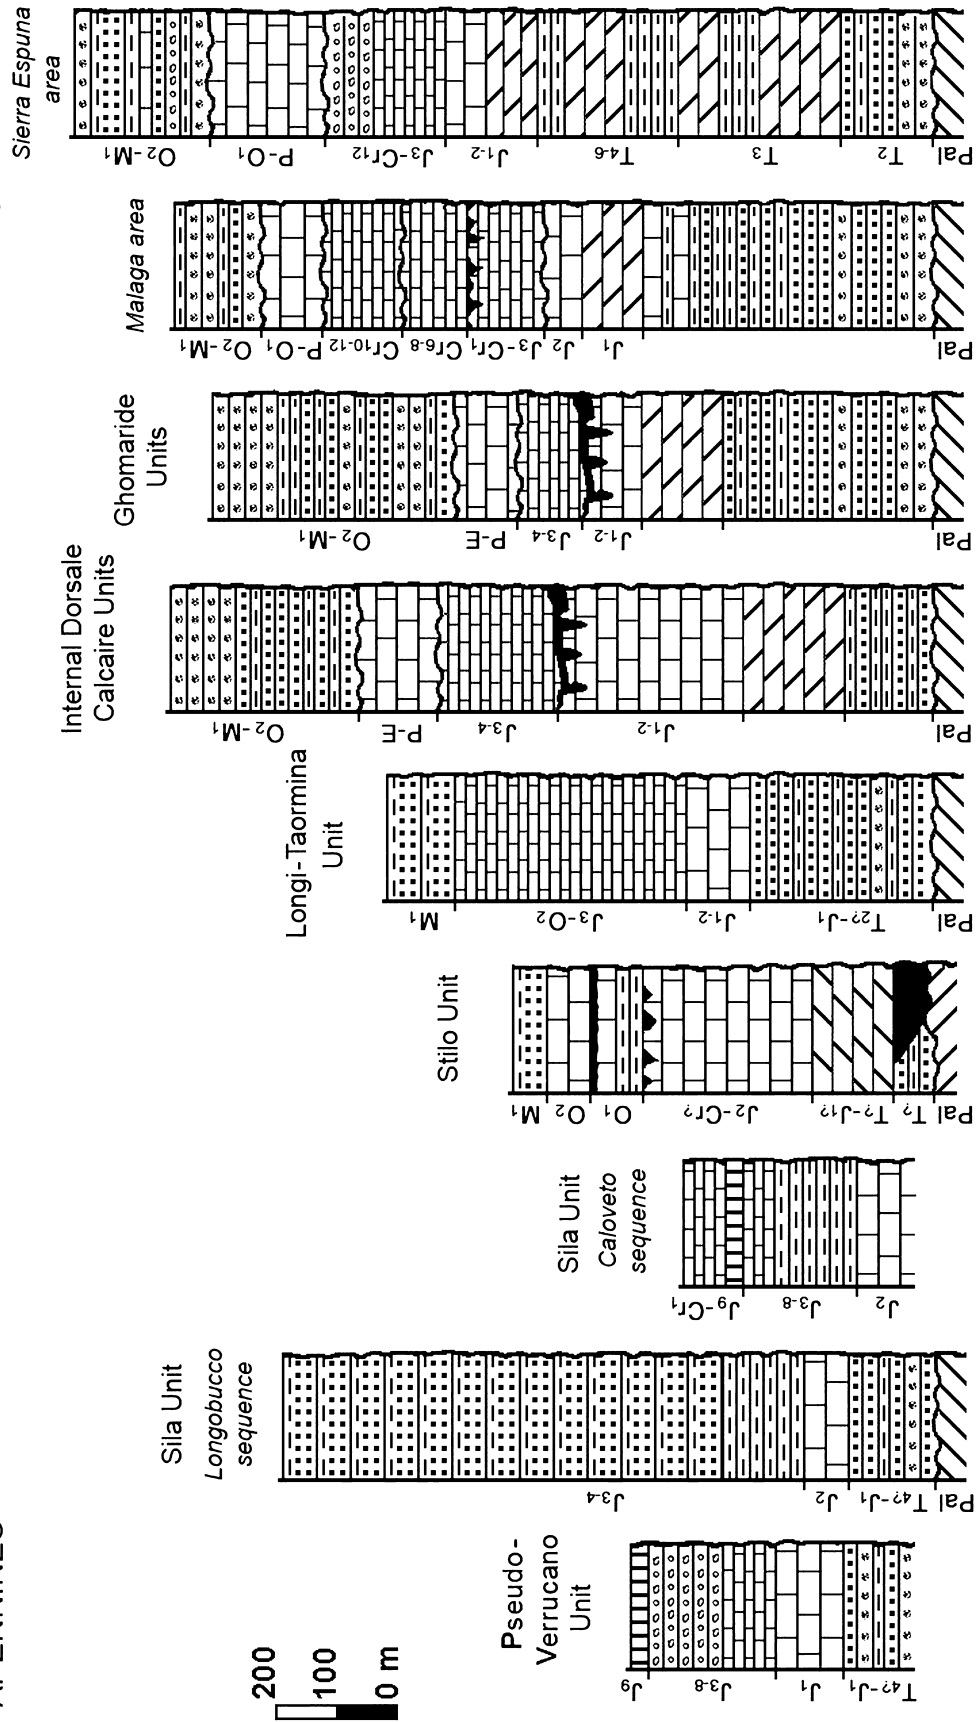 Sierra Espuna
area
O2-M1
P-O1
J3-Cr12
J1-2
T4-6
T3
T2
Pal
Malaga area
O2-M1
P-O1
Cr10-12
Cr6-8
J3-Cr1
J2
J1
Pal
Ghomaride
Units
O2-M1
P-E
J3-4
J1-2
Pal
Internal Dorsale
Calcaire Units
O2-M1
P-E
J3-4
J1-2
Pal
Longi-Taormina
Unit
M1
J3-O2
J1-2
T2?-J1
Pal
Stilo Unit
M1
O2
O1
J2-Cr?
T?-J1?
T?
Pal
Sila Unit
Caloveto
sequence
J9-Cr1
J3-8
J2
Sila Unit
Longobucco
sequence
J3-4
J2
T4?-J1
Pal
Pseudo-
Verrucano
Unit
J9
J3-8
J1
T4?-J1
200
100
0 m